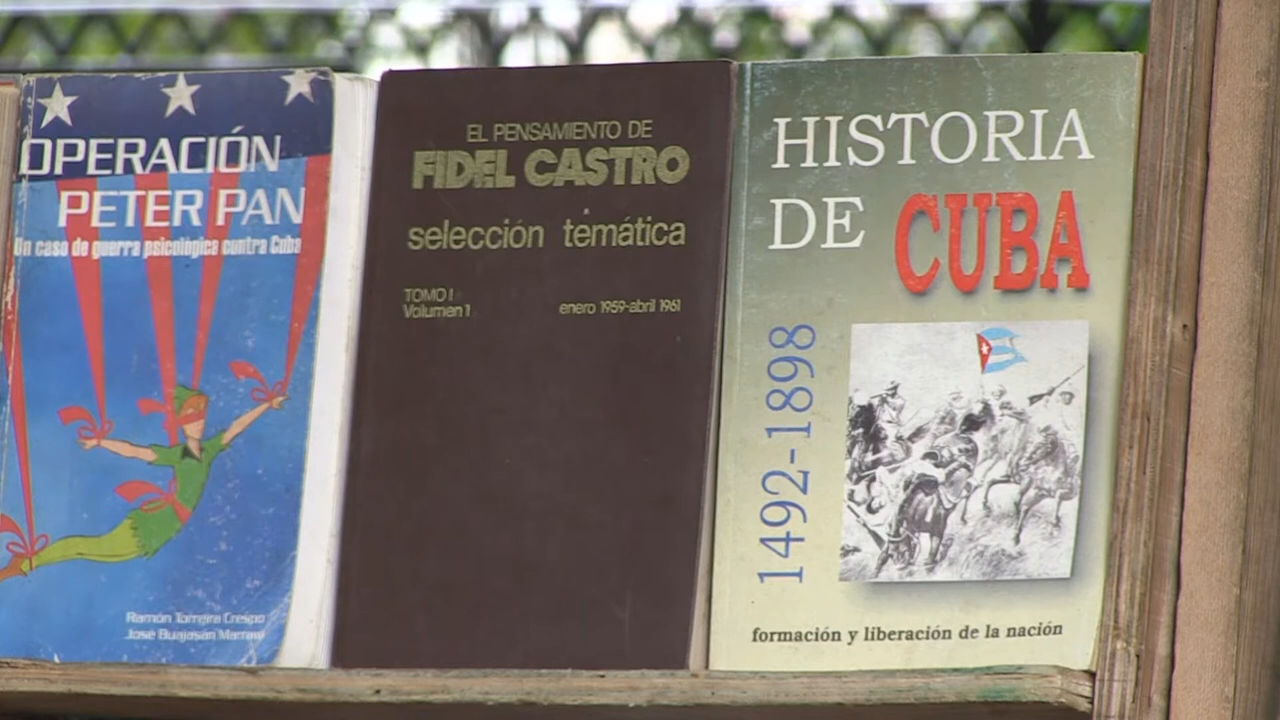 OPERACIÓN
PETER PAN
Un caso de guerra psicológica contra Cuba
Ramón Torreira Crespo
José Buajasán Marrawi
EL PENSAMIENTO DE
FIDEL CASTRO
selección temática
TOMO I
Volumen 1
enero 1959-abril 1961
HISTORIA
DE CUBA
1492-1898
formación y liberación de la nación